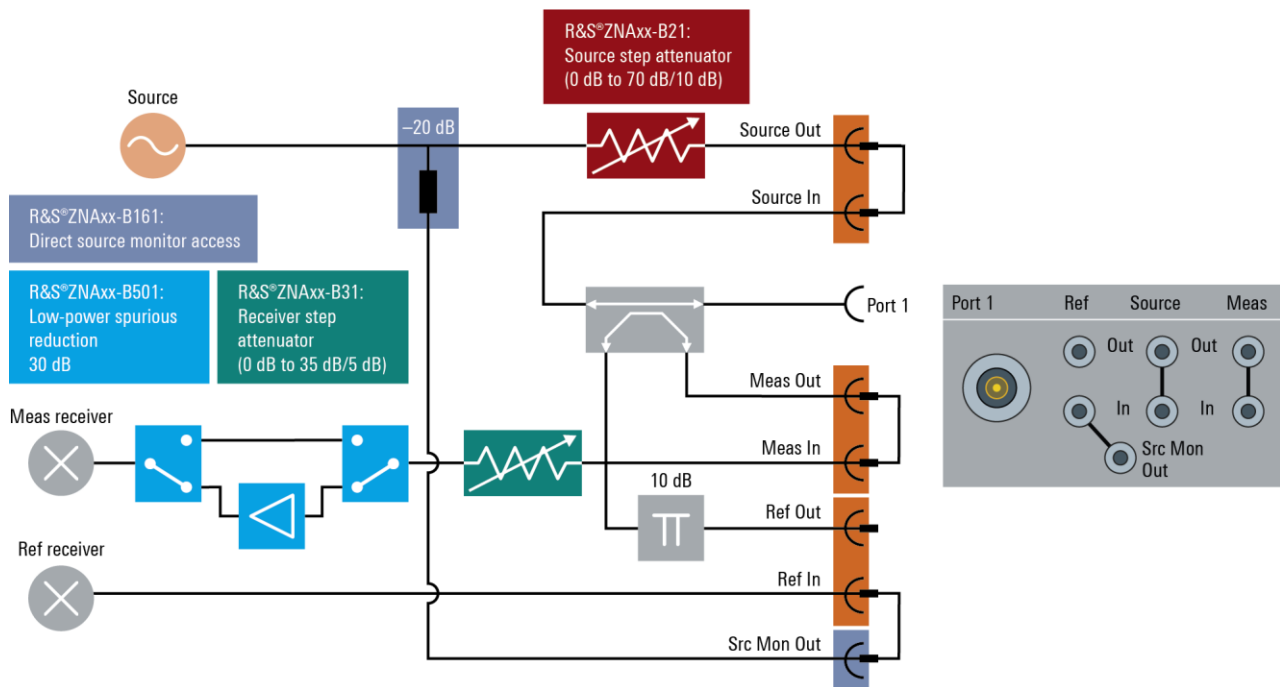 R&S®ZNAxx-B21:
Source step attenuator
(0 dB to 70 dB/10 dB)
Source
–20 dB
Source Out
Source In
R&S®ZNAxx-B161:
Direct source monitor access
R&S®ZNAxx-B501:
Low-power spurious
reduction
30 dB
R&S®ZNAxx-B31:
Receiver step
attenuator
(0 dB to 35 dB/5 dB)
Port 1
Meas Out
Meas receiver
Meas In
10 dB
Ref Out
Ref receiver
Ref In
Src Mon Out
Port 1 Ref Source Meas
Out Out
In In
Src Mon
Out